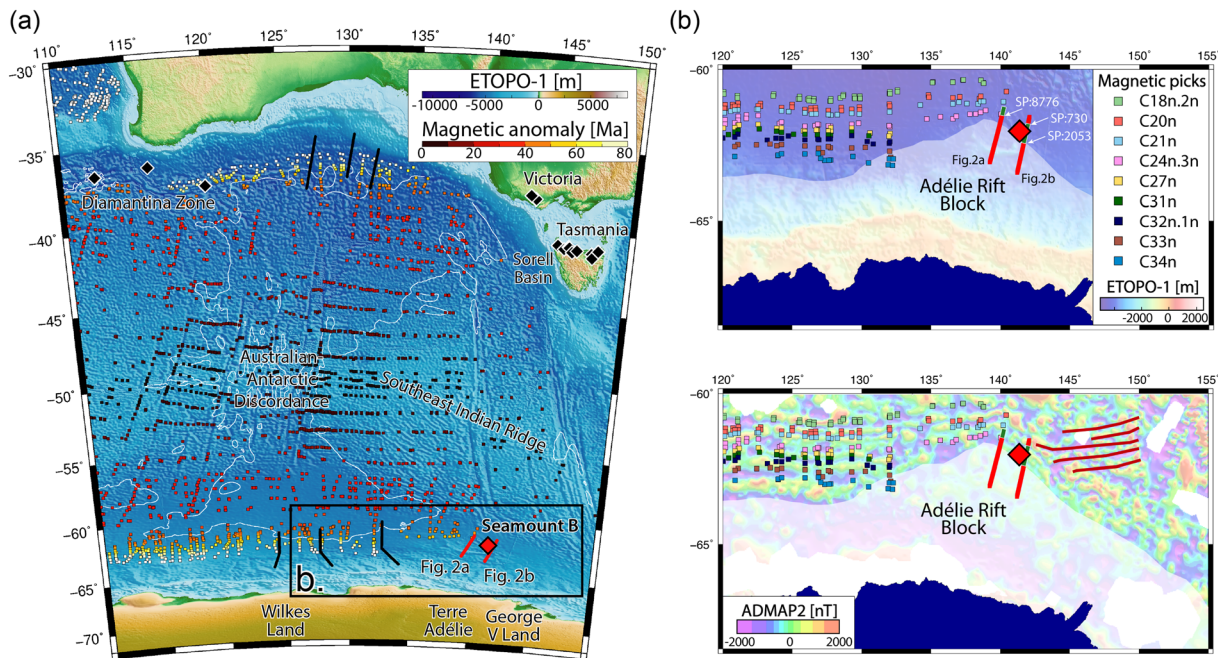 (a)
110°
115°
120°
125°
130°
135°
140°
145°
150°
−30°
−35°
−40°
−45°
−50°
−55°
−60°
−65°
−70°
ETOPO-1 [m]
-10000
-5000
0
5000
Magnetic anomaly [Ma]
0
20
40
60
80
Diamantina Zone
Victoria
Tasmania
Sorell
Basin
Australian-
Antarctic
Discordance
Southeast Indian Ridge
Seamount B
Fig. 2a
Fig. 2b
b.
Wilkes
Land
Terre
Adélie
George
V Land
(b)
120°
125°
130°
135°
140°
145°
150°
155°
−60°
−65°
SP:8776
SP:730
SP:2053
Fig.2a
Fig.2b
Adélie Rift
Block
Magnetic picks
C18n.2n
C20n
C21n
C24n.3n
C27n
C31n
C32n.1n
C33n
C34n
ETOPO-1 [m]
-2000
0
2000
120°
125°
130°
135°
140°
145°
150°
155°
−60°
−65°
Adélie Rift
Block
ADMAP2 [nT]
-2000
0
2000